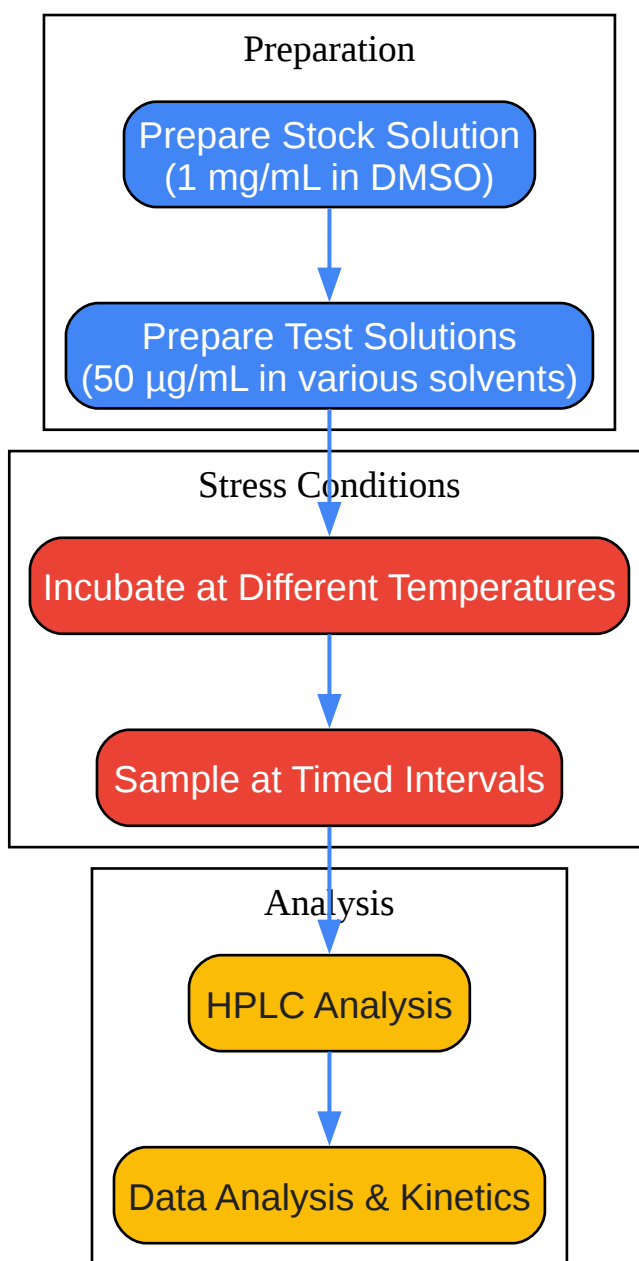 Preparation
Prepare Stock Solution
(1 mg/mL in DMSO)
Prepare Test Solutions
(50 µg/mL in various solvents)
Stress Conditions
Incubate at Different Temperatures
Sample at Timed Intervals
Analysis
HPLC Analysis
Data Analysis & Kinetics